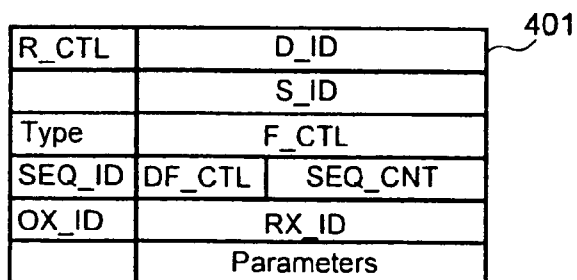 401
R_CTL D_ID
S_ID
Type F_CTL
SEQ_ID DF_CTL SEQ_CNT
OX_ID RX_ID
Parameters